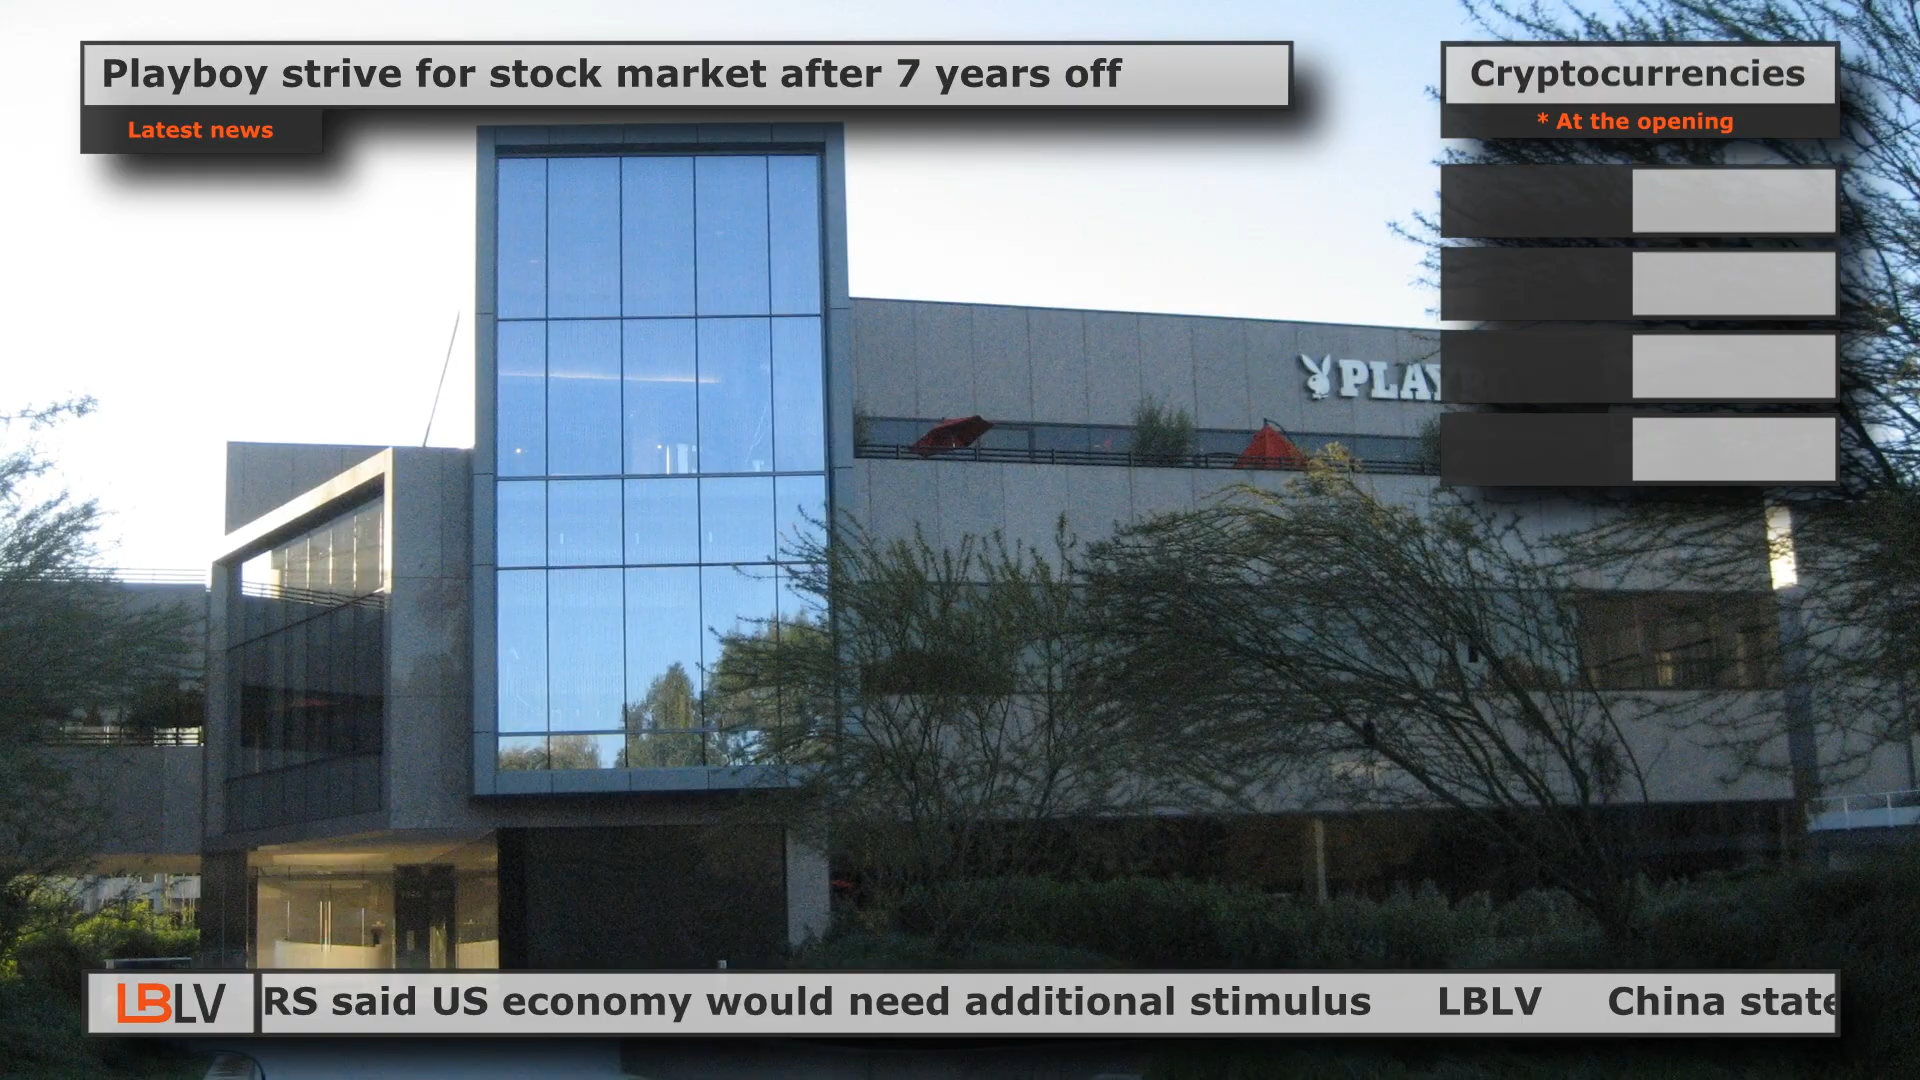 Playboy strive for stock market after 7 years off
Latest news
Cryptocurrencies
* At the opening
PLAY
LBLV
RS said US economy would need additional stimulus LBLV China state